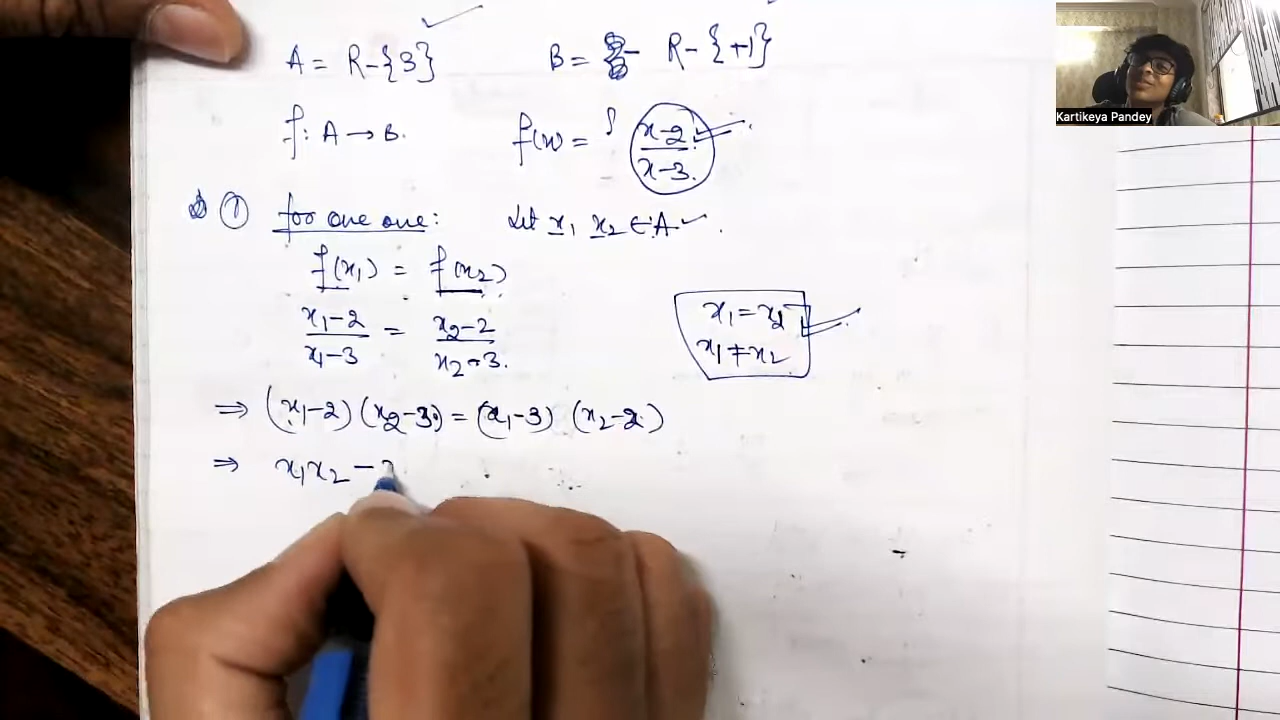 A = R-{3} B = R-{+1}
f: A → B. f(x) = x-2/x-3.
① for one one: Let x₁, x₂ ∈ A
f(x₁) = f(x₂)
x₁-2/x₁-3 = x₂-2/x₂-3.
x₁ = x₂
x₁ ≠ x₂
⇒ (x₁-2) (x₂-3) = (x₁-3) (x₂-2)
⇒ x₁x₂ -
Kartikeya Pandey